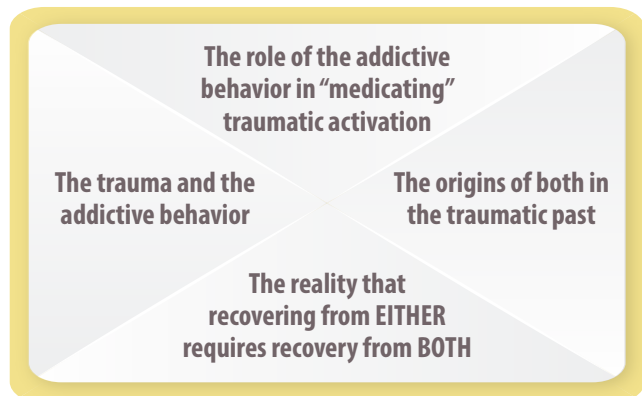 The role of the addictive
behavior in “medicating”
traumatic activation
The trauma and the
addictive behavior
The origins of both in
the traumatic past
The reality that
recovering from EITHER
requires recovery from BOTH